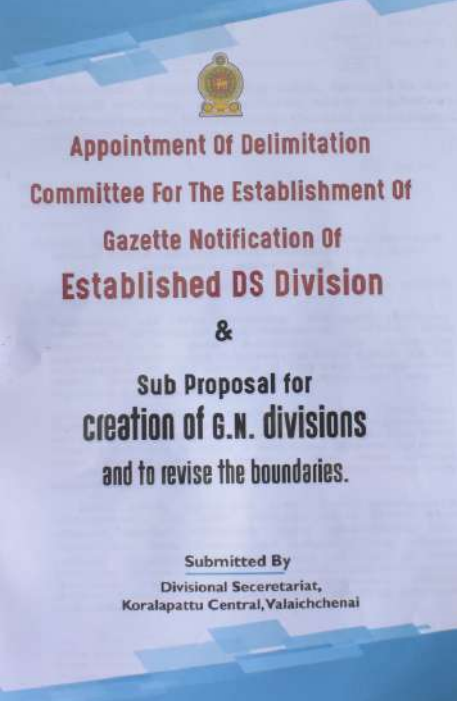 Appointment Of Delimitation
Committee For The Establishment Of
Gazette Notification Of
Established DS Division
&
Sub Proposal for
creation of G.N. divisions
and to revise the boundaries.
Submitted By
Divisional Seceretariat,
Koralapattu Central, Valaichchenai